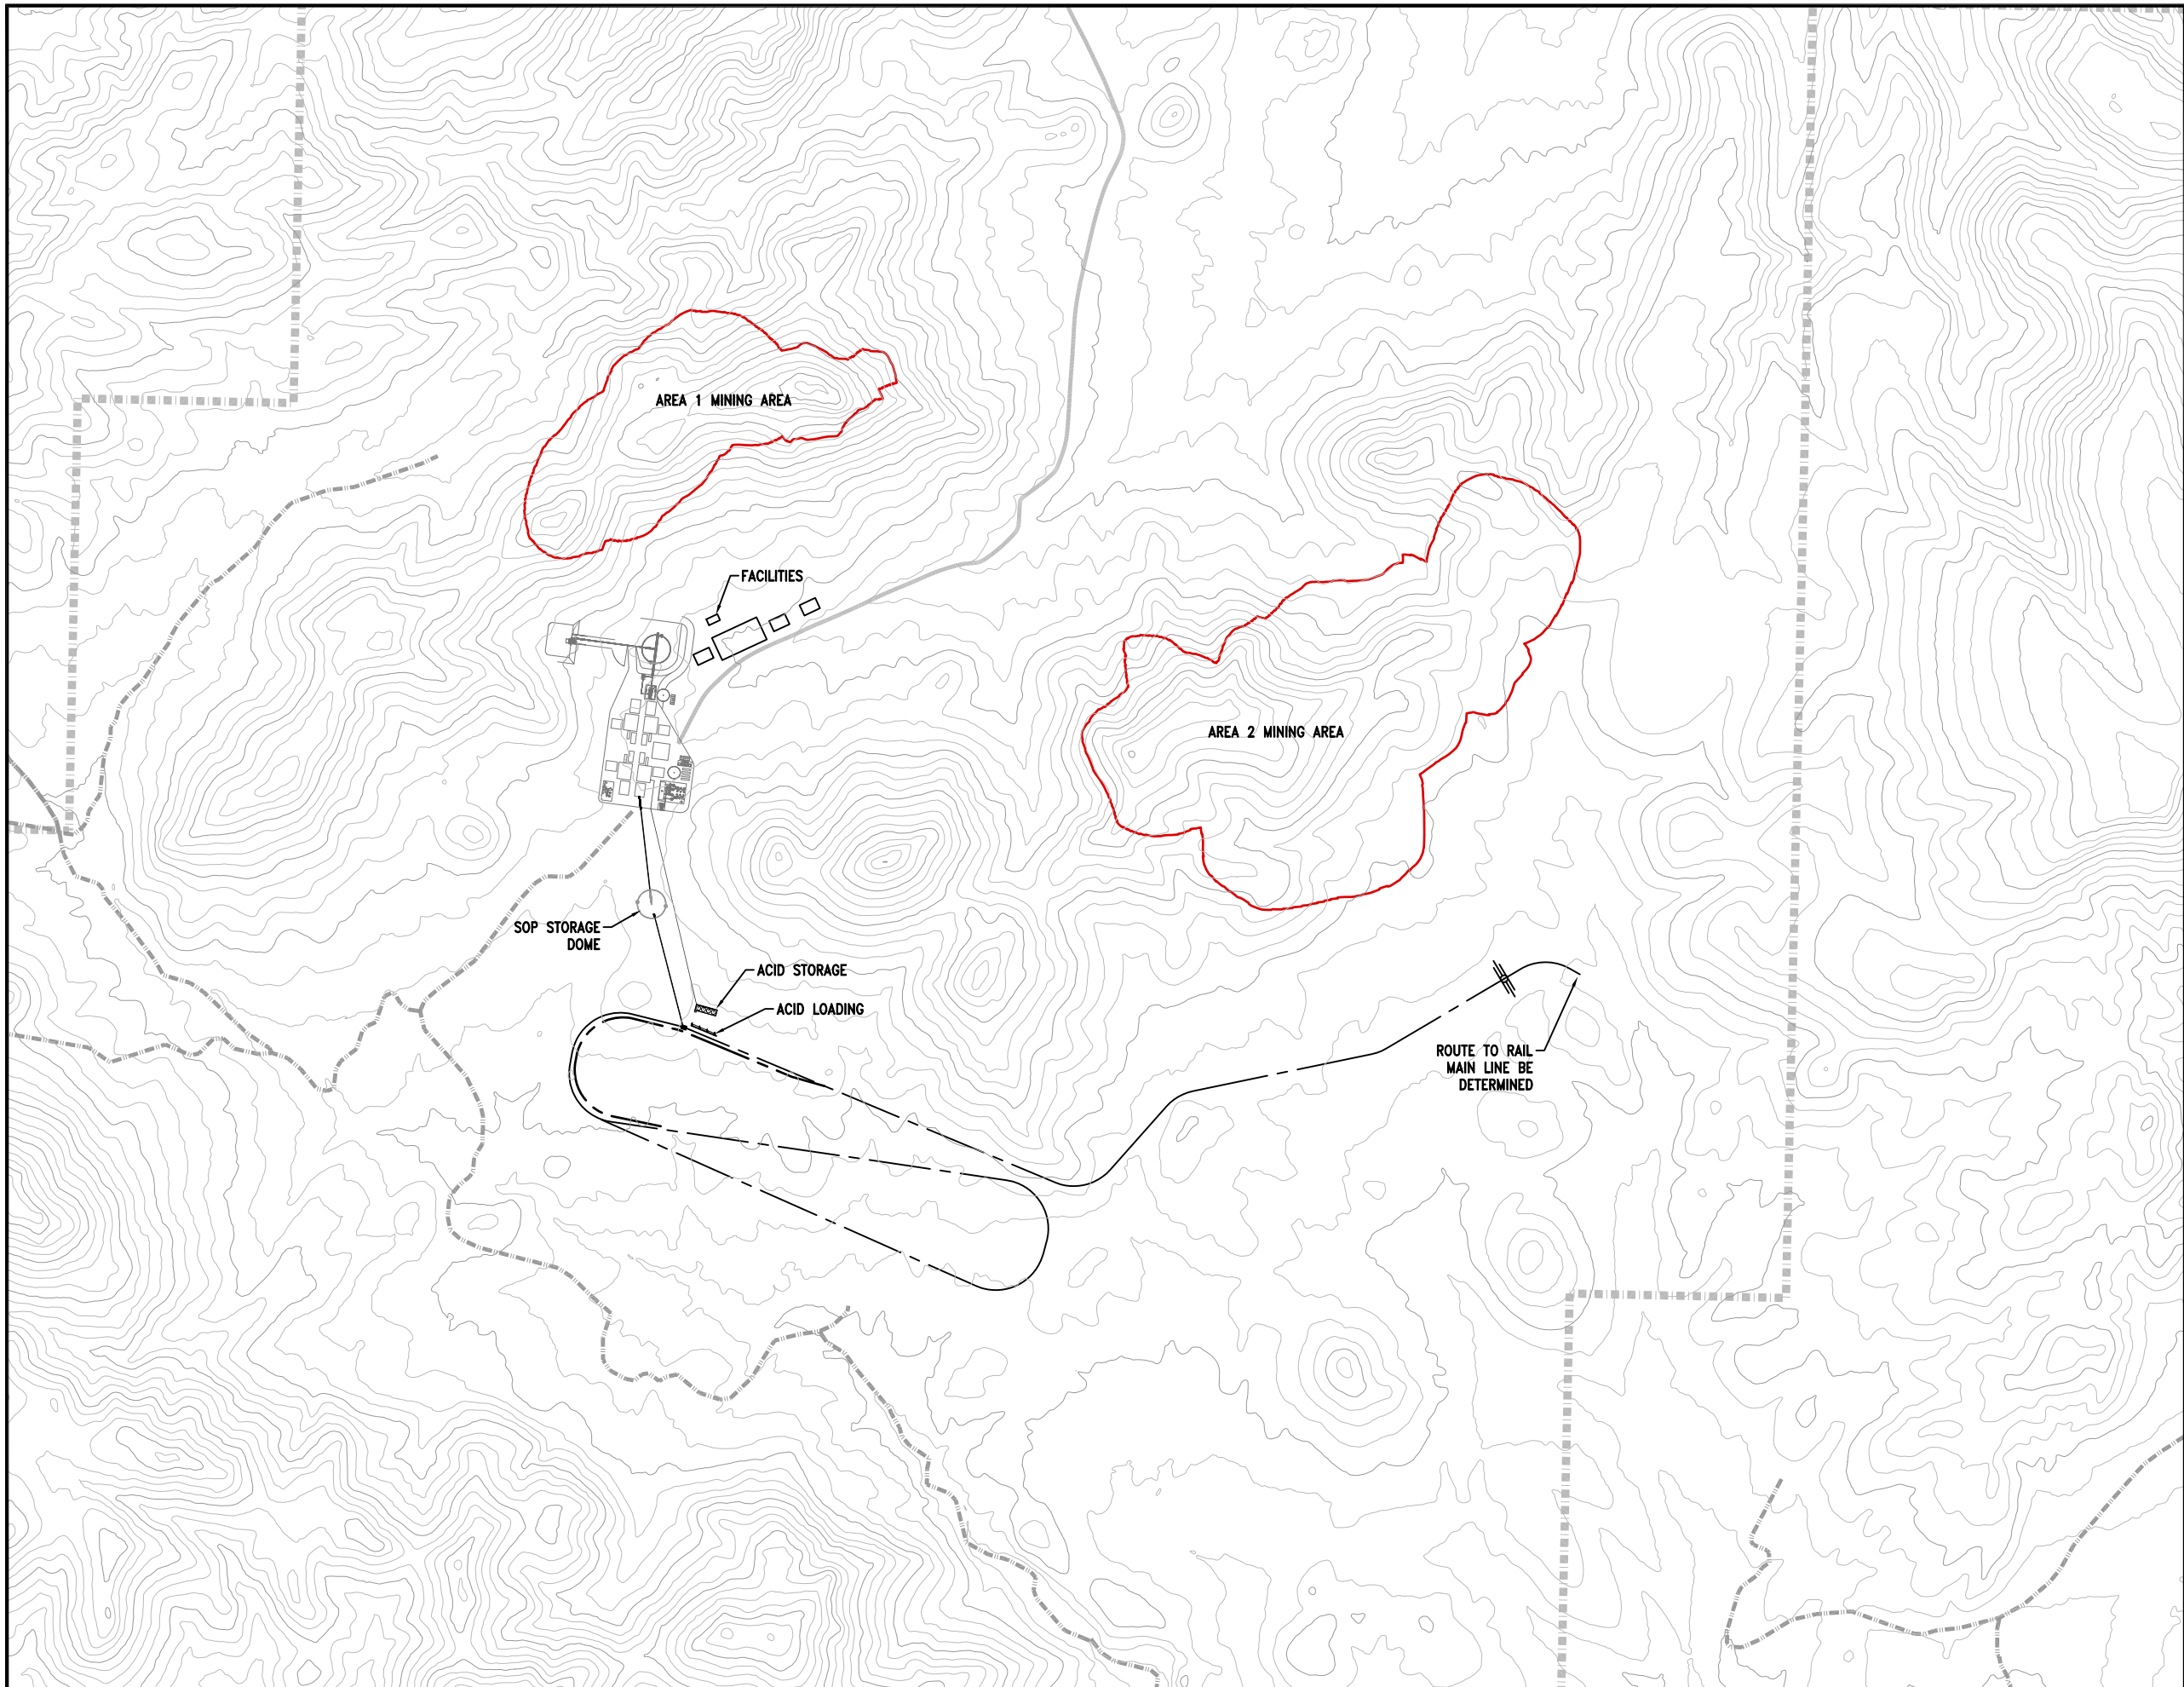 AREA 1 MINING AREA
FACILITIES
AREA 2 MINING AREA
SOP STORAGE
DOME
ACID STORAGE
ACID LOADING
ROUTE TO RAIL
MAIN LINE BE
DETERMINED